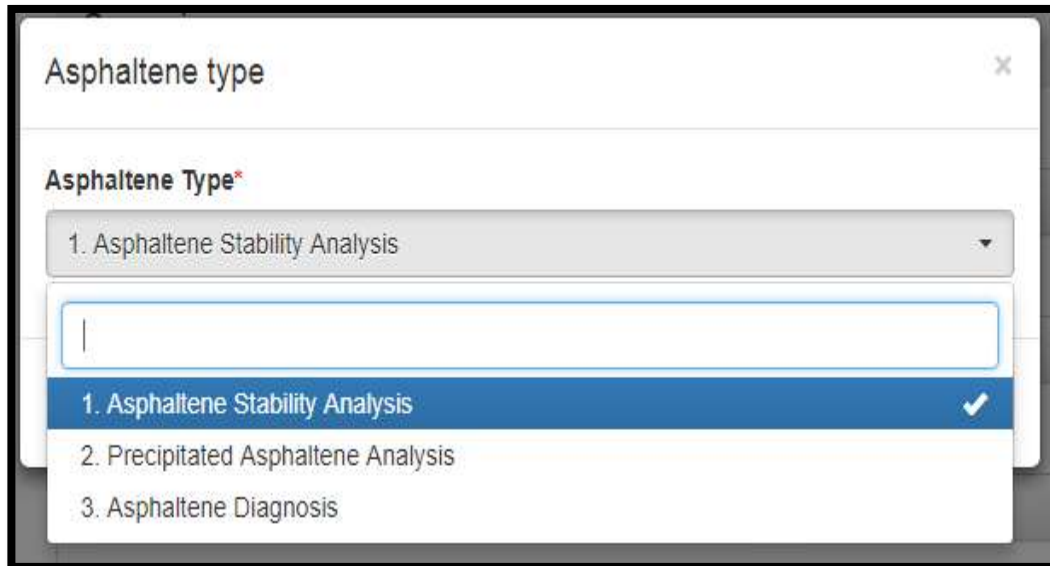 Asphaltene type
×
Asphaltene Type*
1. Asphaltene Stability Analysis
1. Asphaltene Stability Analysis
2. Precipitated Asphaltene Analysis
3. Asphaltene Diagnosis